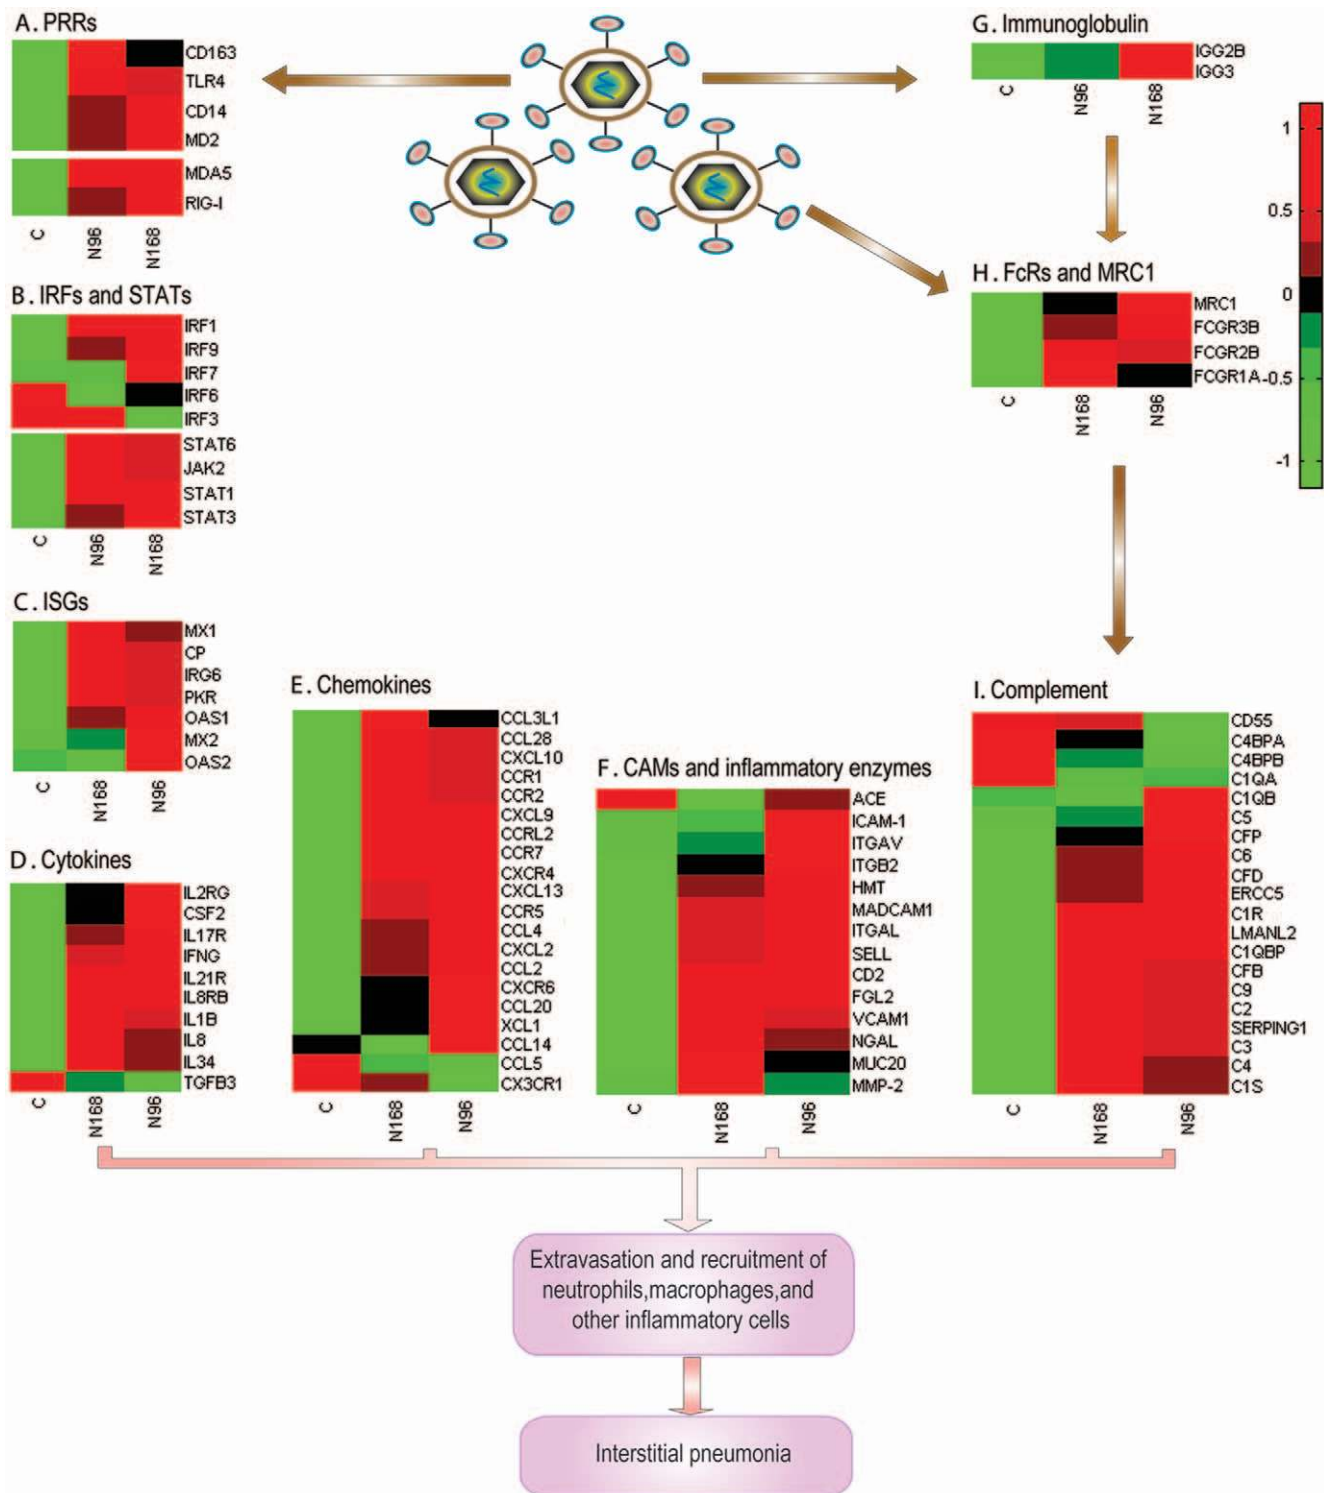 A. PRRs
CD163
TLR4
CD14
MD2
MDA5
RIG-I
C
N96
N168
B. IRFs and STATs
IRF1
IRF9
IRF7
IRF6
IRF3
STAT6
JAK2
STAT1
STAT3
C
N96
N168
C. ISGs
MX1
CP
IRG6
PKR
OAS1
MX2
OAS2
C
N168
N96
D. Cytokines
IL2RG
CSF2
IL17R
IFNG
IL21R
IL8RB
IL1B
IL8
IL34
TGFB3
C
N168
N96
E. Chemokines
CCL3L1
CCL28
CXCL10
CCR1
CCR2
CXCL9
CCRL2
CCR7
CXCR4
CXCL13
CCR5
CCL4
CXCL2
CCL2
CXCR6
CCL20
XCL1
CCL14
CCL5
CX3CR1
C
N168
N96
F. CAMs and inflammatory enzymes
ACE
ICAM-1
ITGAV
ITGB2
HMT
MADCAM1
ITGAL
SELL
CD2
FGL2
VCAM1
NGAL
MUC20
MMP-2
C
N168
N96
G. Immunoglobulin
IGG2B
IGG3
C
N96
N168
H. FcRs and MRC1
MRC1
FCGR3B
FCGR2B
FCGR1A
C
N168
N96
1
0.5
0
-0.5
-1
I. Complement
CD55
C4BPA
C4BPB
C1QA
C1QB
C5
CFP
C6
CFD
ERCC5
C1R
LMANL2
C1QBP
CFB
C9
C2
SERPING1
C3
C4
C1S
C
N168
N96
Extravasation and recruitment of
neutrophils,macrophages,and
other inflammatory cells
Interstitial pneumonia